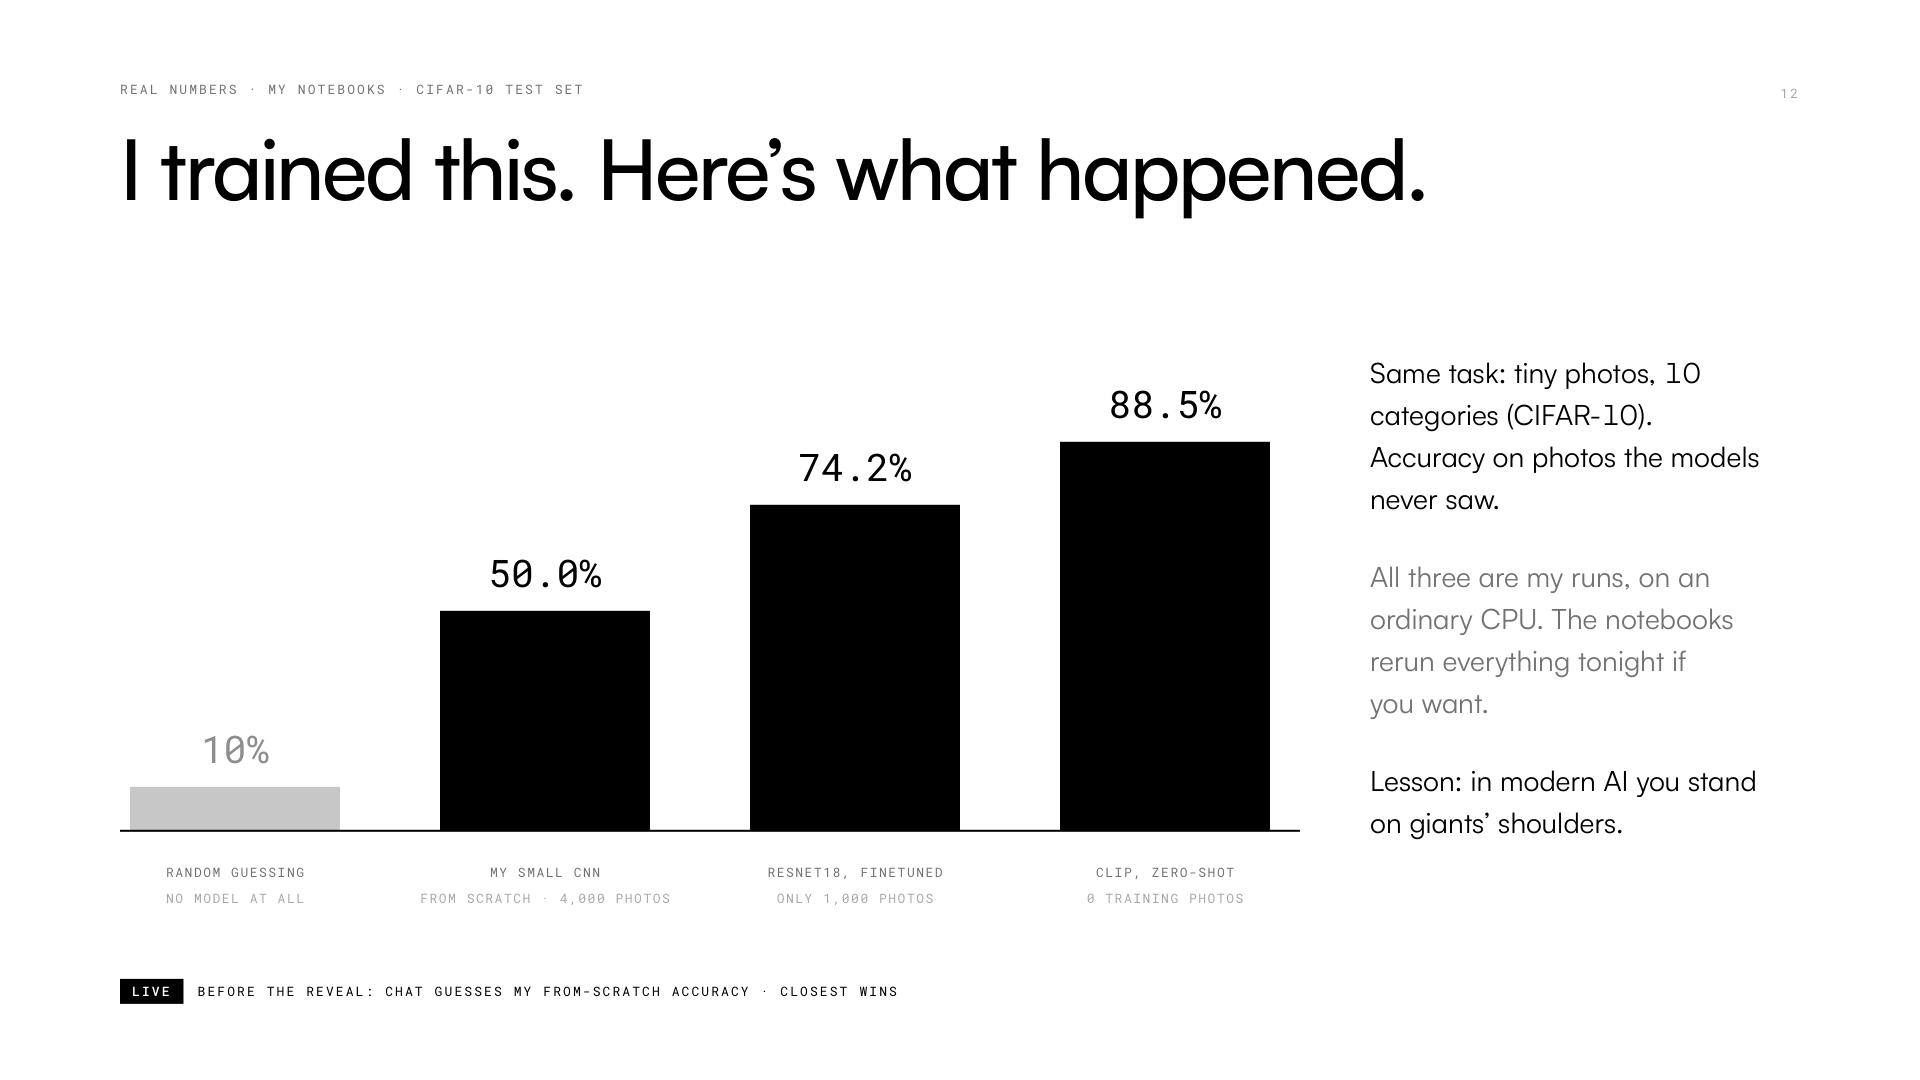 REAL NUMBERS · MY NOTEBOOKS · CIFAR-10 TEST SET
12
I trained this. Here’s what happened.
10%
50.0%
74.2%
88.5%
RANDOM GUESSING
NO MODEL AT ALL
MY SMALL CNN
FROM SCRATCH · 4,000 PHOTOS
RESNET18, FINETUNED
ONLY 1,000 PHOTOS
CLIP, ZERO-SHOT
0 TRAINING PHOTOS
Same task: tiny photos, 10
categories (CIFAR-10).
Accuracy on photos the models
never saw.
All three are my runs, on an
ordinary CPU. The notebooks
rerun everything tonight if
you want.
Lesson: in modern AI you stand
on giants’ shoulders.
LIVE BEFORE THE REVEAL: CHAT GUESSES MY FROM-SCRATCH ACCURACY · CLOSEST WINS